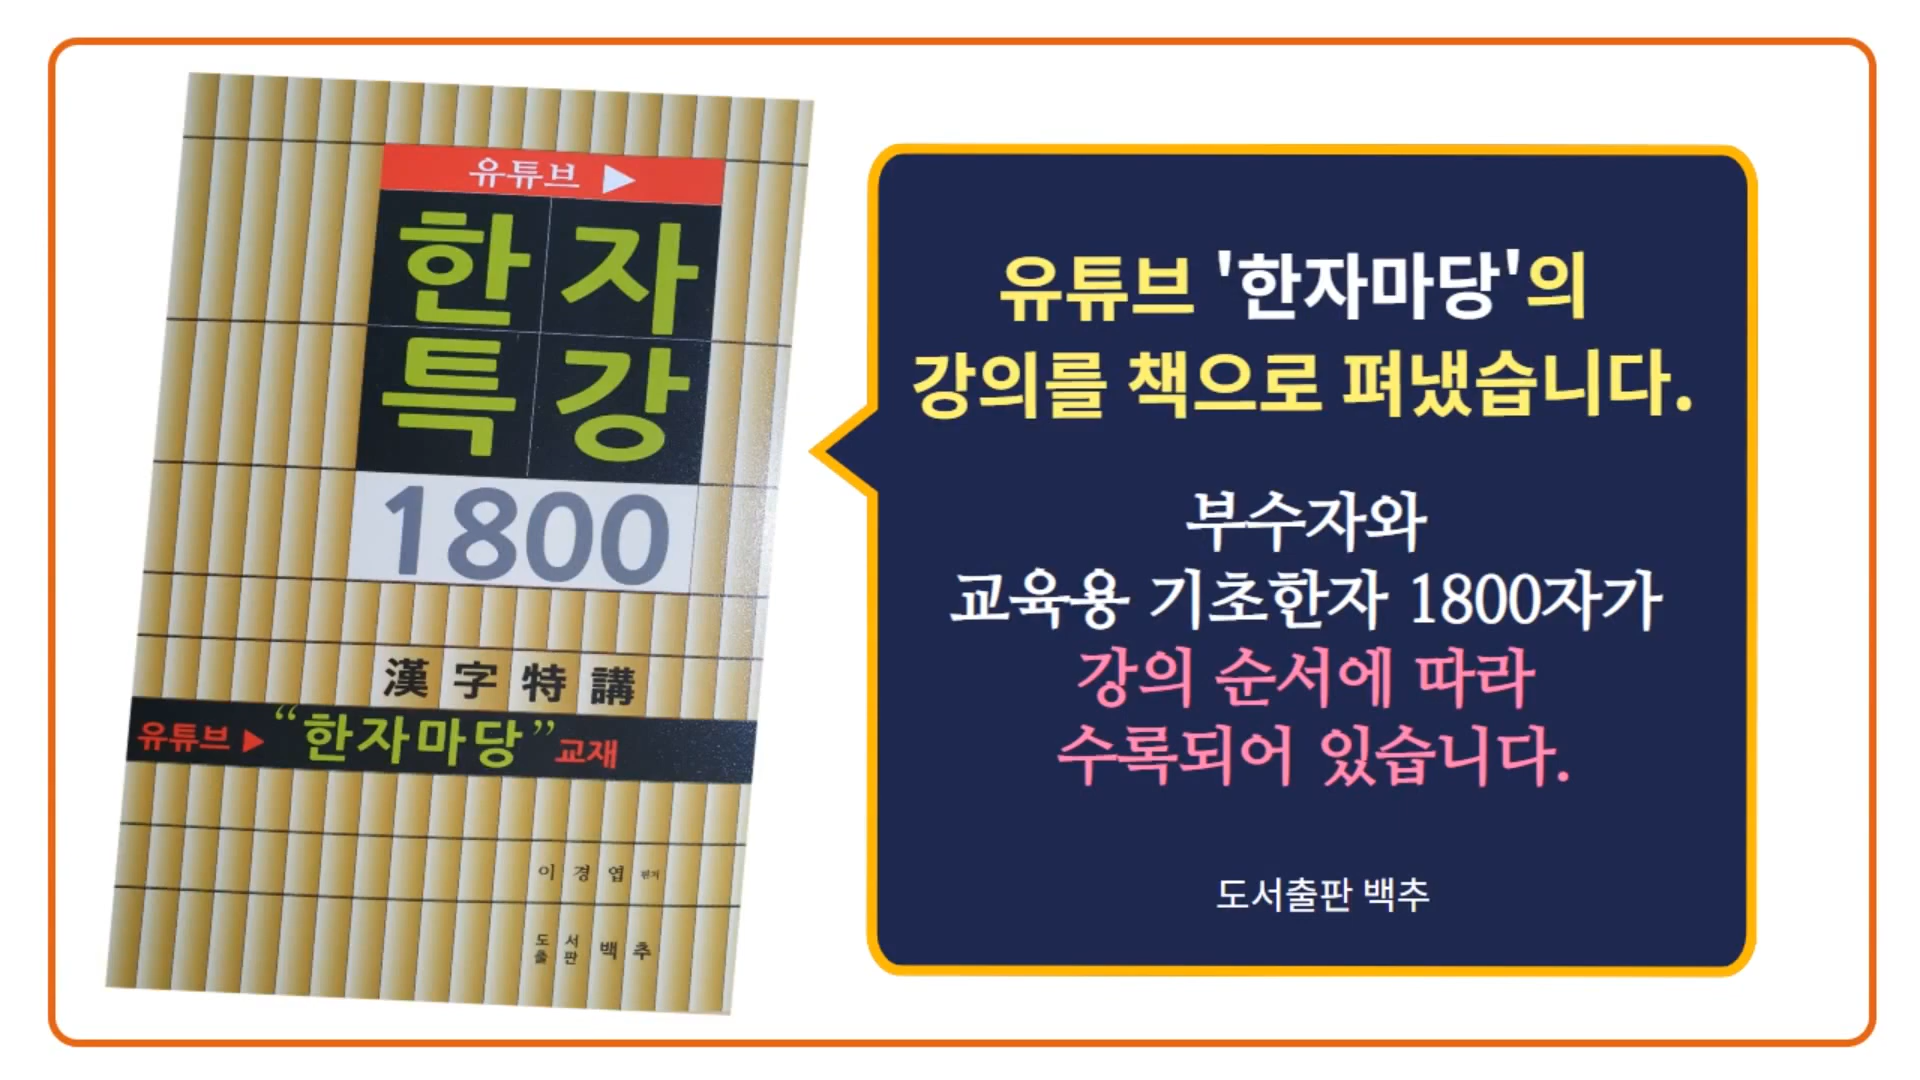 유튜브 ▶
한자
특강
1800
漢字特講
유튜브 ▶ “한자마당” 교재
이경엽 편저
도서출판 백추
유튜브 '한자마당'의
강의를 책으로 펴냈습니다.
부수자와
교육용 기초한자 1800자가
강의 순서에 따라
수록되어 있습니다.
도서출판 백추